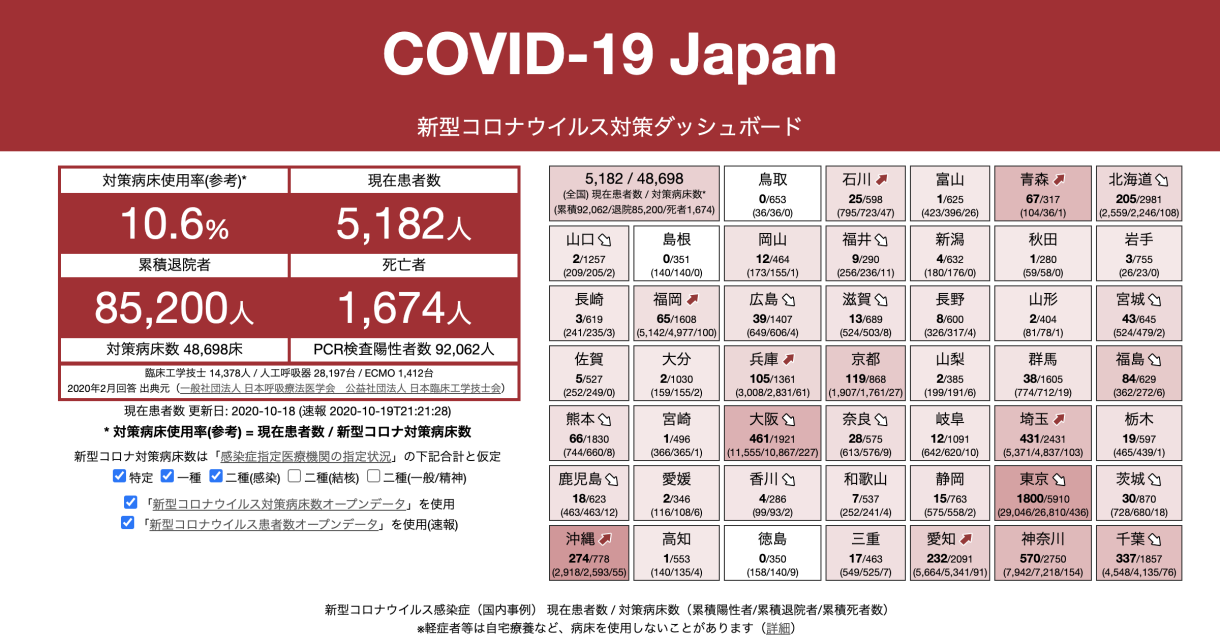 COVID-19 Japan
新型コロナウイルス対策ダッシュボード
対策病床使用率(参考)*
現在患者数
10.6%
5,182人
累積退院者
死亡者
85,200人
1,674人
対策病床数 48,698床
PCR検査陽性者数 92,062人
臨床工学技士 14,378人 / 人工呼吸器 28,197台 / ECMO 1,412台
2020年2月回答 出典元（一般社団法人 日本呼吸療法医学会　公益社団法人 日本臨床工学技士会）
現在患者数 更新日: 2020-10-18 (速報 2020-10-19T21:21:28)
* 対策病床使用率(参考) = 現在患者数 / 新型コロナ対策病床数
新型コロナ対策病床数は「感染症指定医療機関の指定状況」の下記合計と仮定
特定 一種 二種(感染) 二種(結核) 二種(一般/精神)
「新型コロナウイルス対策病床数オープンデータ」を使用
「新型コロナウイルス患者数オープンデータ」を使用(速報)
5,182 / 48,698
(全国) 現在患者数 / 対策病床数*
(累積92,062/退院85,200/死者1,674)
鳥取
0/653
(36/36/0)
石川
25/598
(795/723/47)
富山
1/625
(423/396/26)
青森
67/317
(104/36/1)
北海道
205/2981
(2,559/2,246/108)
山口
2/1257
(209/205/2)
島根
0/351
(140/140/0)
岡山
12/464
(173/155/1)
福井
9/290
(256/236/11)
新潟
4/632
(180/176/0)
秋田
1/280
(59/58/0)
岩手
3/755
(26/23/0)
長崎
3/619
(241/235/3)
福岡
65/1608
(5,142/4,977/100)
広島
39/1407
(649/606/4)
滋賀
13/689
(524/503/8)
長野
8/600
(326/317/4)
山形
2/404
(81/78/1)
宮城
43/645
(524/479/2)
佐賀
5/527
(252/249/0)
大分
2/1030
(159/155/2)
兵庫
105/1361
(3,008/2,831/61)
京都
119/868
(1,907/1,761/27)
山梨
2/385
(199/191/6)
群馬
38/1605
(774/712/19)
福島
84/629
(362/272/6)
熊本
66/1830
(744/660/8)
宮崎
1/496
(366/365/1)
大阪
461/1921
(11,555/10,867/227)
奈良
28/575
(613/576/9)
岐阜
12/1091
(642/620/10)
埼玉
431/2431
(5,371/4,837/103)
栃木
19/597
(465/439/1)
鹿児島
18/623
(463/463/12)
愛媛
2/346
(116/108/6)
香川
4/286
(99/93/2)
和歌山
7/537
(252/241/4)
静岡
15/763
(575/558/2)
東京
1800/5910
(29,046/26,810/436)
茨城
30/870
(728/680/18)
沖縄
274/778
(2,918/2,593/55)
高知
1/553
(140/135/4)
徳島
0/350
(158/140/9)
三重
17/463
(549/525/7)
愛知
232/2091
(5,664/5,341/91)
神奈川
570/2750
(7,942/7,218/154)
千葉
337/1857
(4,548/4,135/76)
新型コロナウイルス感染症（国内事例） 現在患者数 / 対策病床数（累積陽性者/累積退院者/累積死者数）
※軽症者等は自宅療養など、病床を使用しないことがあります（詳細）